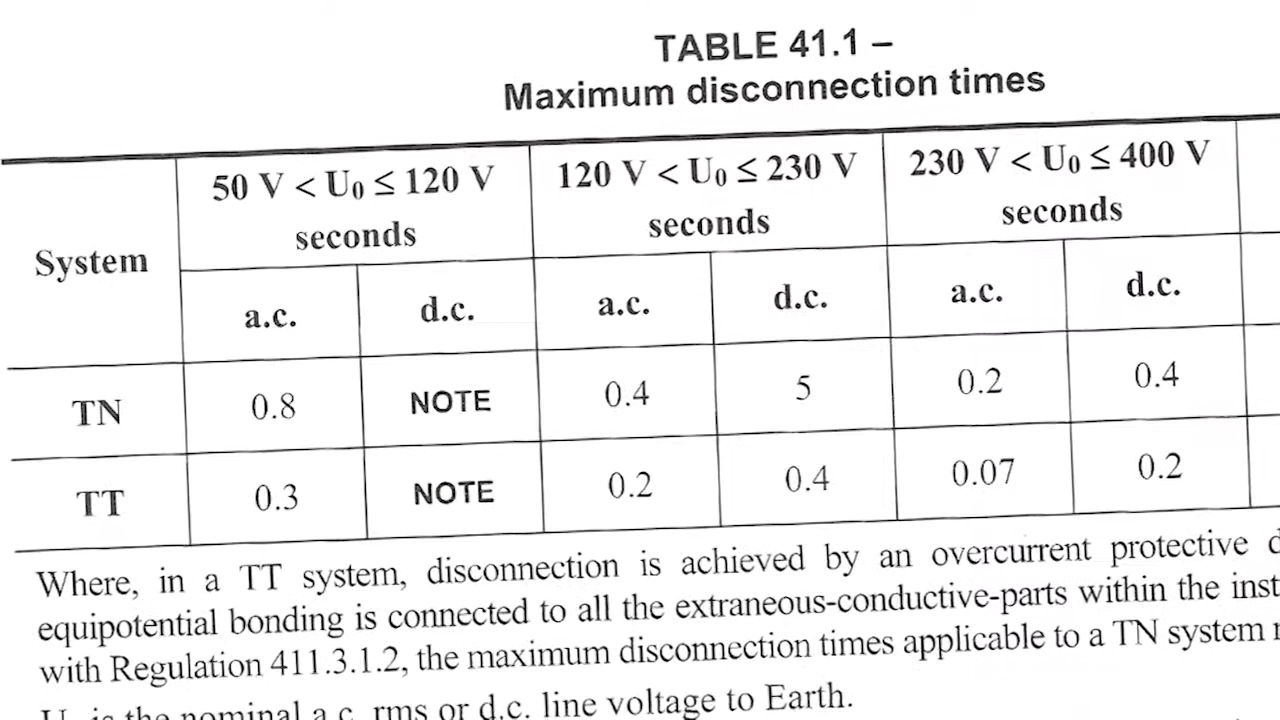 TABLE 41.1 –
Maximum disconnection times
System 50 V < U₀ ≤ 120 V seconds 120 V < U₀ ≤ 230 V seconds 230 V < U₀ ≤ 400 V seconds
a.c. d.c. a.c. d.c. a.c. d.c.
TN 0.8 NOTE 0.4 5 0.2 0.4
TT 0.3 NOTE 0.2 0.4 0.07 0.2
Where, in a TT system, disconnection is achieved by an overcurrent protective
equipotential bonding is connected to all the extraneous-conductive-parts within the inst
with Regulation 411.3.1.2, the maximum disconnection times applicable to a TN system
U₀ is the nominal a.c. rms or d.c. line voltage to Earth.